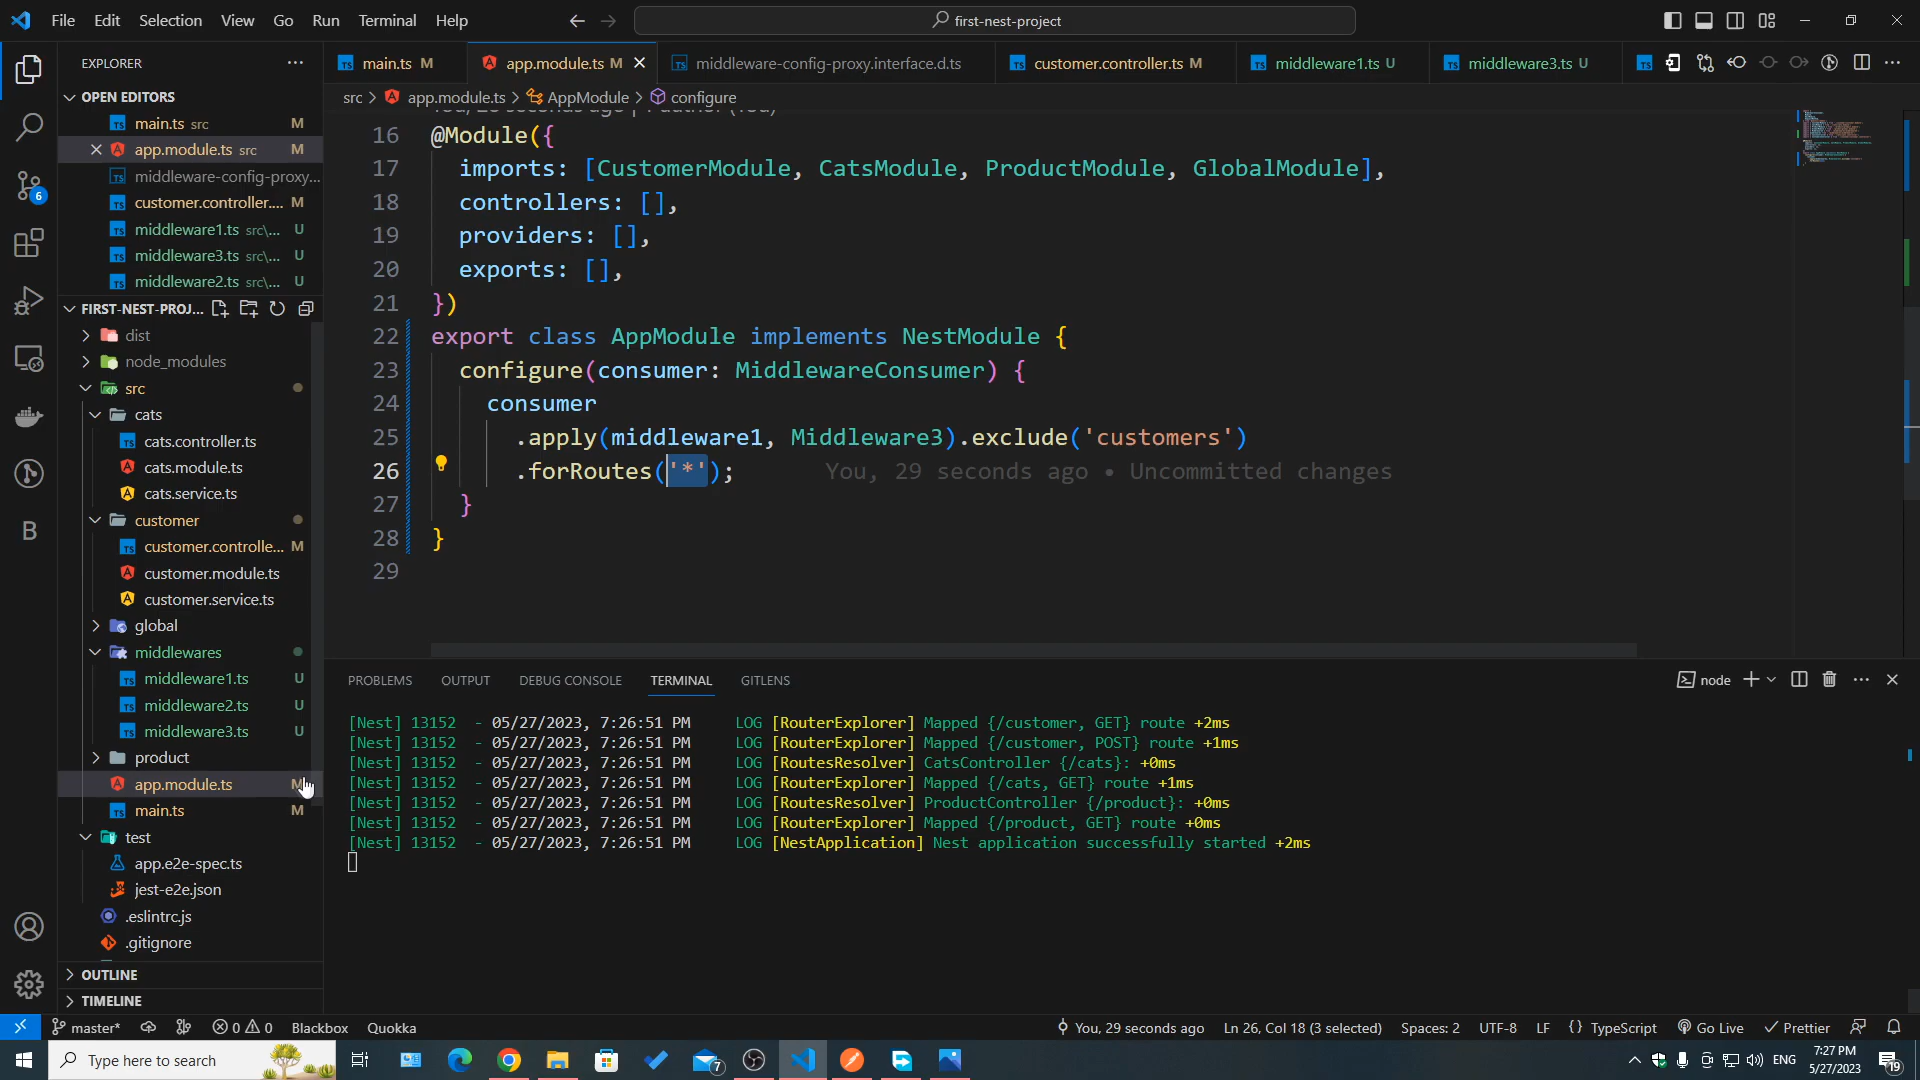 File Edit Selection View Go Run Terminal Help
first-nest-project
EXPLORER
OPEN EDITORS
main.ts src M
app.module.ts src M
middleware-config-proxy...
customer.controller.... M
middleware1.ts src\... U
middleware3.ts src\... U
middleware2.ts src\... U
FIRST-NEST-PROJ...
dist
node_modules
src
cats
cats.controller.ts
cats.module.ts
cats.service.ts
customer
customer.controlle... M
customer.module.ts
customer.service.ts
global
middlewares
middleware1.ts U
middleware2.ts U
middleware3.ts U
product
app.module.ts M
main.ts M
test
app.e2e-spec.ts
jest-e2e.json
.eslintrc.js
.gitignore
OUTLINE
TIMELINE
6
B
main.ts M
app.module.ts M
middleware-config-proxy.interface.d.ts
customer.controller.ts M
middleware1.ts U
middleware3.ts U
src > app.module.ts > AppModule > configure
16 @Module({
17 imports: [CustomerModule, CatsModule, ProductModule, GlobalModule],
18 controllers: [],
19 providers: [],
20 exports: [],
21 })
22 export class AppModule implements NestModule {
23 configure(consumer: MiddlewareConsumer) {
24 consumer
25 .apply(middleware1, Middleware3).exclude('customers')
26 .forRoutes('*'); You, 29 seconds ago • Uncommitted changes
27 }
28 }
29
PROBLEMS OUTPUT DEBUG CONSOLE TERMINAL GITLENS
node
[Nest] 13152 - 05/27/2023, 7:26:51 PM LOG [RouterExplorer] Mapped {/customer, GET} route +2ms
[Nest] 13152 - 05/27/2023, 7:26:51 PM LOG [RouterExplorer] Mapped {/customer, POST} route +1ms
[Nest] 13152 - 05/27/2023, 7:26:51 PM LOG [RoutesResolver] CatsController {/cats}: +0ms
[Nest] 13152 - 05/27/2023, 7:26:51 PM LOG [RouterExplorer] Mapped {/cats, GET} route +1ms
[Nest] 13152 - 05/27/2023, 7:26:51 PM LOG [RoutesResolver] ProductController {/product}: +0ms
[Nest] 13152 - 05/27/2023, 7:26:51 PM LOG [RouterExplorer] Mapped {/product, GET} route +0ms
[Nest] 13152 - 05/27/2023, 7:26:51 PM LOG [NestApplication] Nest application successfully started +2ms
master* 0 0 Blackbox Quokka
You, 29 seconds ago Ln 26, Col 18 (3 selected) Spaces: 2 UTF-8 LF {} TypeScript Go Live Prettier
Type here to search
7
ENG
7:27 PM
5/27/2023
19